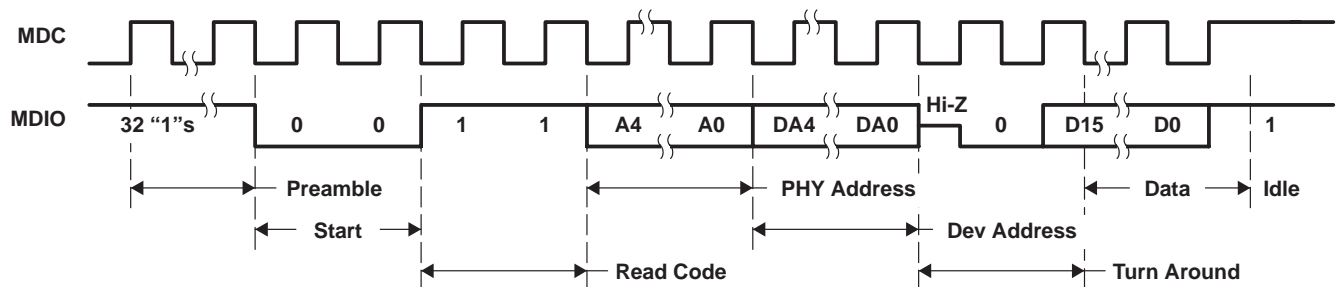 MDC
Hi-Z
MDIO 32 “1”s 0 0 1 1 A4 A0 DA4 DA0 0 D15 D0 1
Preamble PHY Address Data Idle
Start Dev Address
Read Code Turn Around